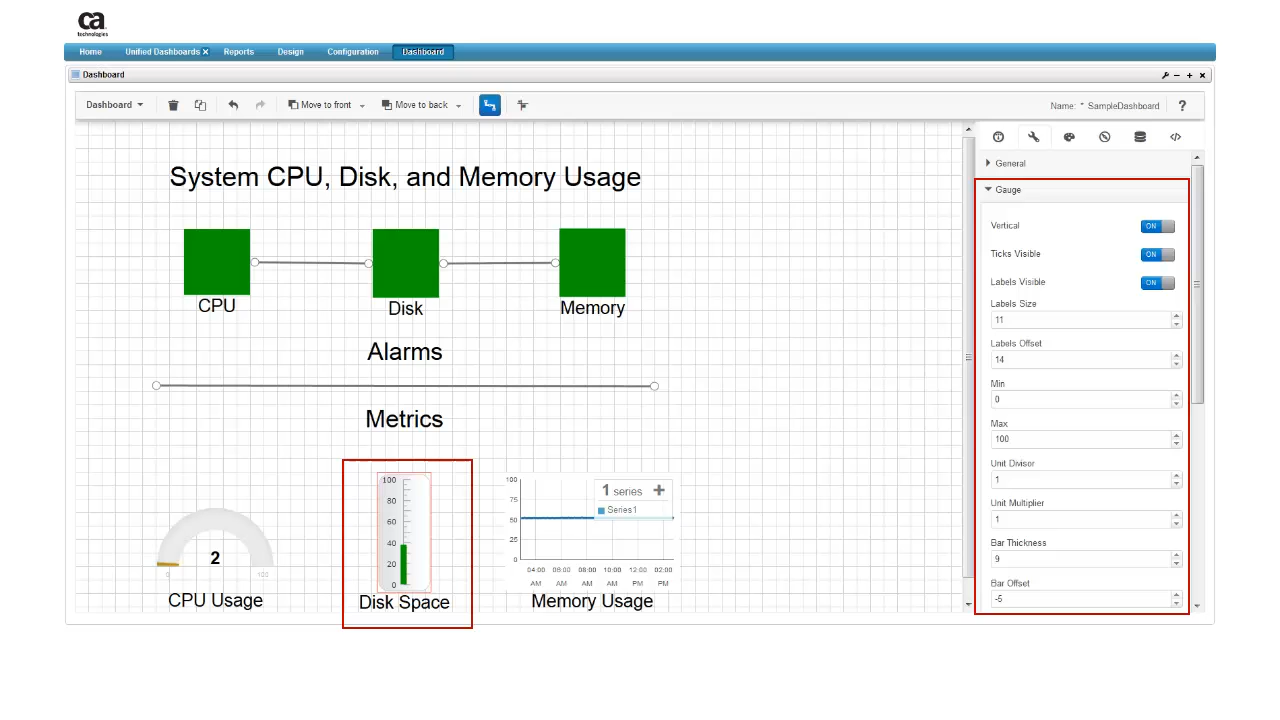 ca
technologies
Home Unified Dashboards Reports Design Configuration Dashboard
Dashboard
Dashboard Move to front Move to back Name: * SampleDashboard ?
System CPU, Disk, and Memory Usage
CPU
Disk
Memory
Alarms
Metrics
2
0
CPU Usage
100
80
60
40
20
0
Disk Space
100
75
50
25
0
1 series
Series1
04:00 06:00 08:00 10:00 12:00 02:00
AM AM AM AM PM PM
Memory Usage
General
Gauge
Vertical ON
Ticks Visible ON
Labels Visible ON
Labels Size
11
Labels Offset
14
Min
0
Max
100
Unit Divisor
1
Unit Multiplier
1
Bar Thickness
9
Bar Offset
-5